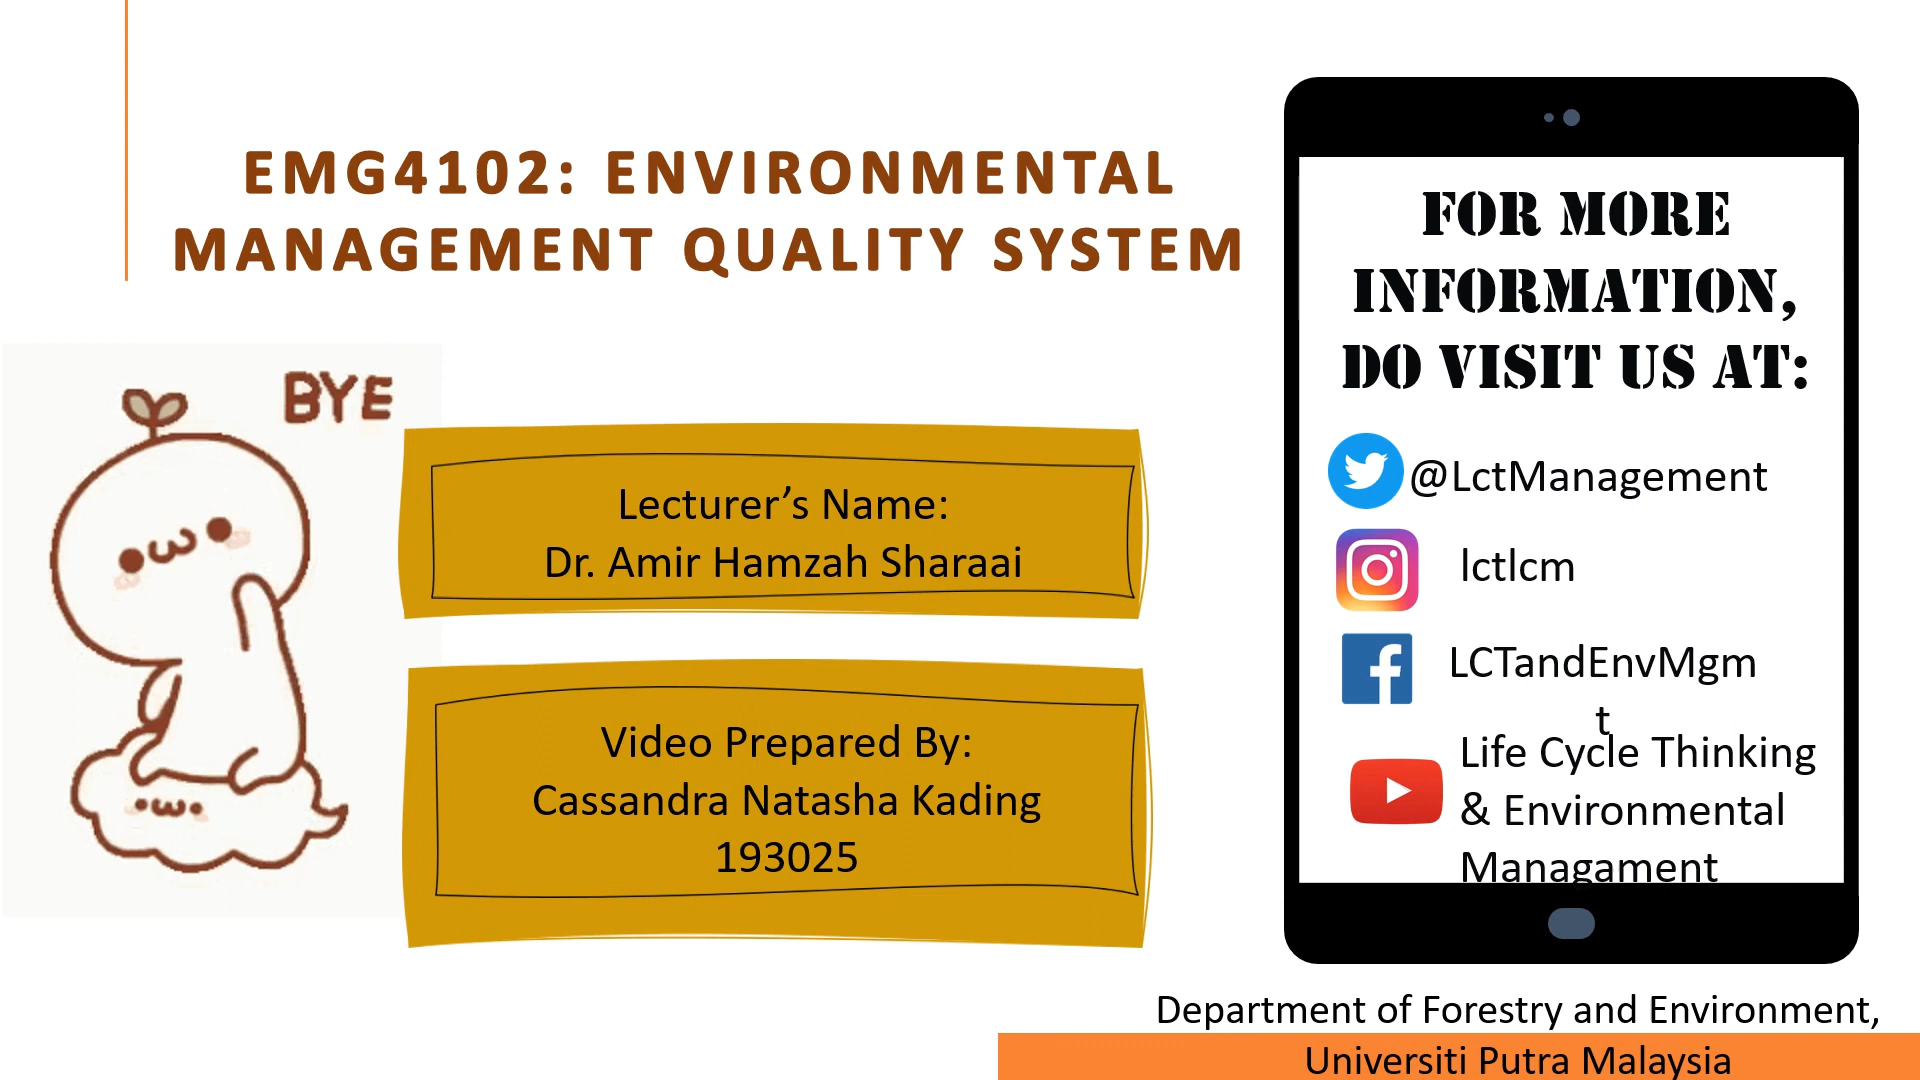 EMG4102: ENVIRONMENTAL
MANAGEMENT QUALITY SYSTEM
BYE
Lecturer’s Name:
Dr. Amir Hamzah Sharaai
Video Prepared By:
Cassandra Natasha Kading
193025
FOR MORE
INFORMATION,
DO VISIT US AT:
@LctManagement
lctlcm
LCTandEnvMgm
t
Life Cycle Thinking
& Environmental
Managament
Department of Forestry and Environment,
Universiti Putra Malaysia